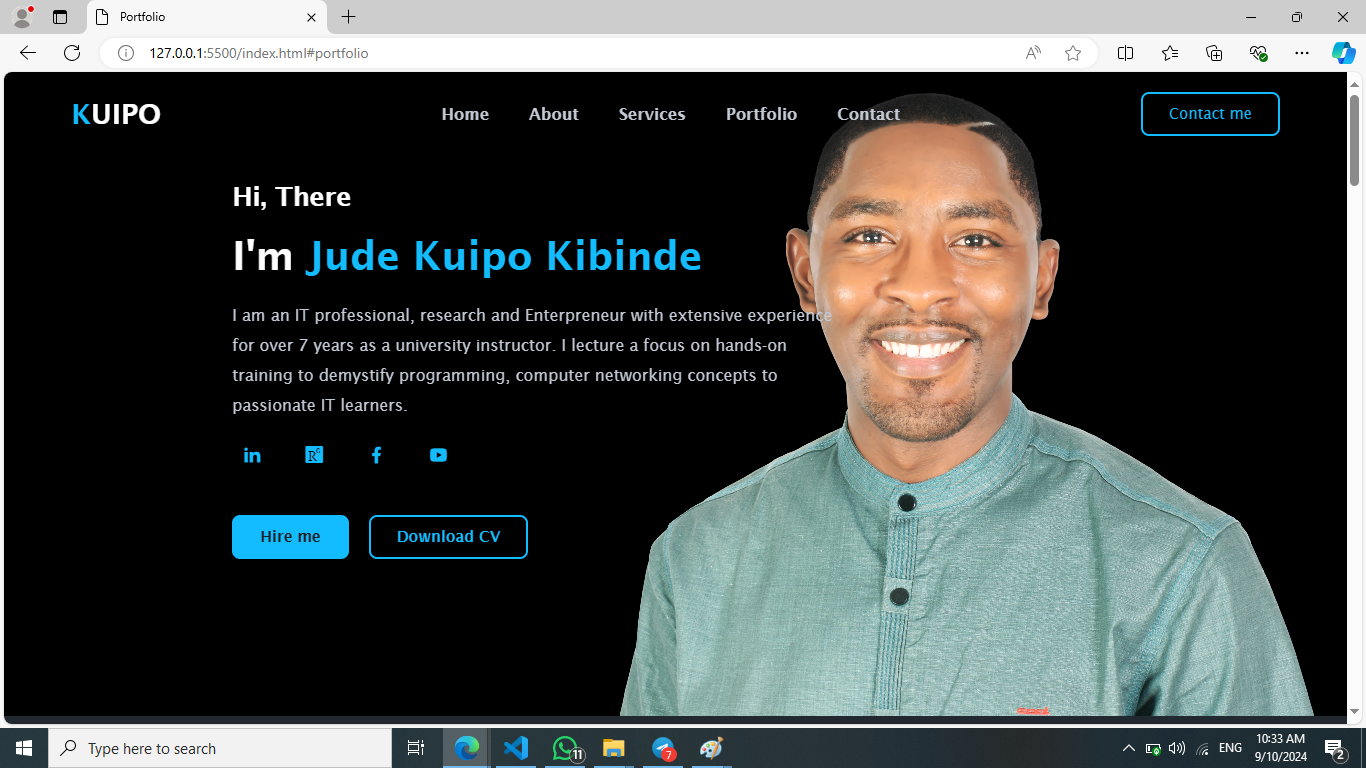 Portfolio
127.0.0.1:5500/index.html#portfolio
KUIPO
Home
About
Services
Portfolio
Contact
Contact me
Hi, There
I'm Jude Kuipo Kibinde
I am an IT professional, research and Enterpreneur with extensive experience
for over 7 years as a university instructor. I lecture a focus on hands-on
training to demystify programming, computer networking concepts to
passionate IT learners.
Hire me
Download CV
Type here to search
11
7
ENG
10:33 AM
9/10/2024
2